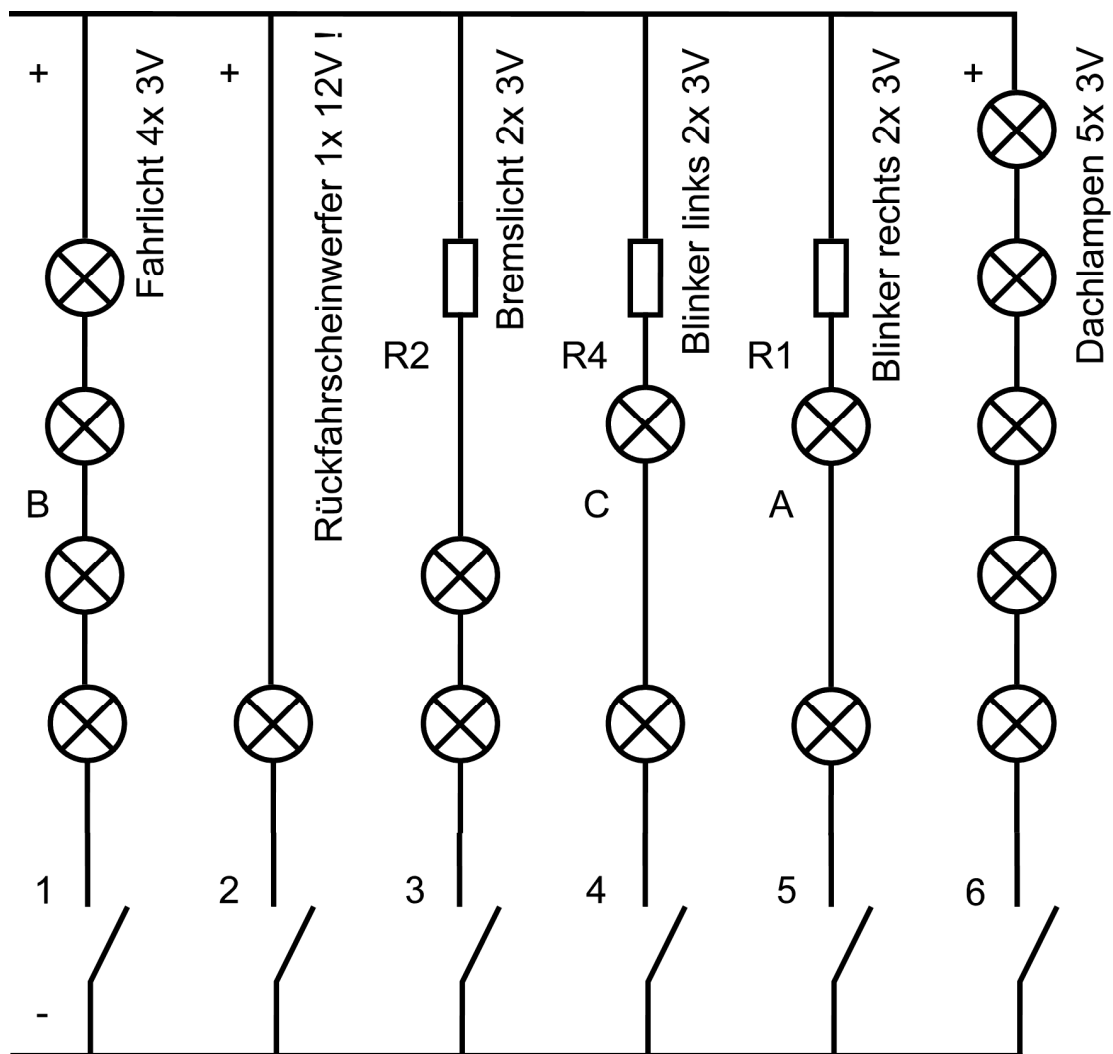 +
Fahrlicht 4x 3V
+
Rückfahrscheinwerfer 1x 12V !
Bremslicht 2x 3V
Blinker links 2x 3V
Blinker rechts 2x 3V
+
Dachlampen 5x 3V
R2
R4
R1
B
C
A
1
2
3
4
5
6
-